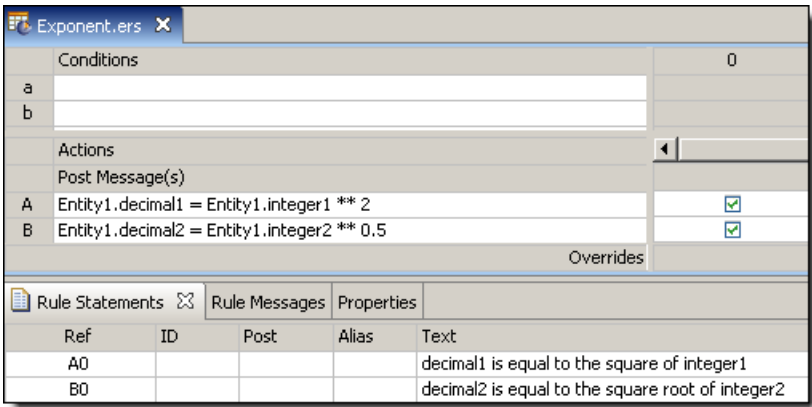 Exponent.ers
Conditions 0
a
b
Actions
Post Message(s)
A Entity1.decimal1 = Entity1.integer1 ** 2
B Entity1.decimal2 = Entity1.integer2 ** 0.5
Overrides
Rule Statements Rule Messages Properties
Ref ID Post Alias Text
A0 decimal1 is equal to the square of integer1
B0 decimal2 is equal to the square root of integer2